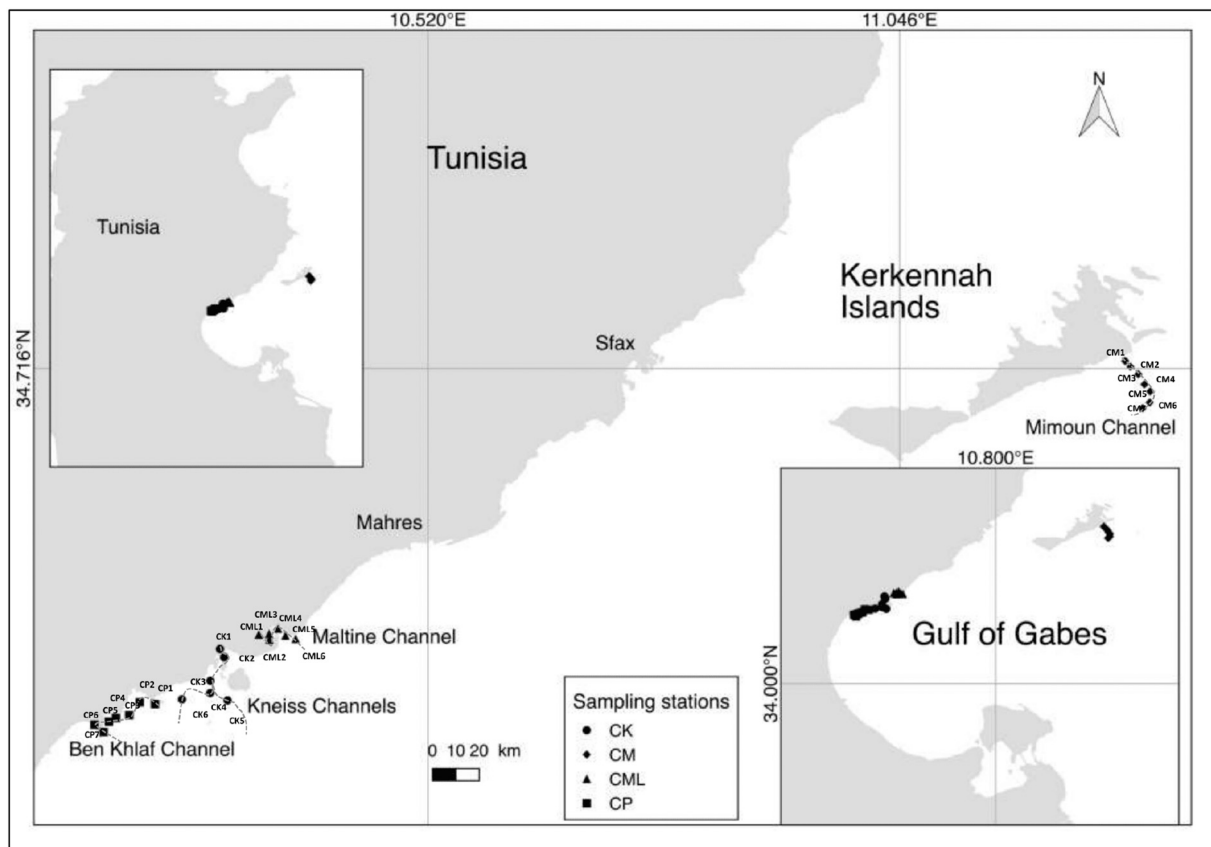 10.520°E
11.046°E
N
Tunisia
Tunisia
Kerkennah
Islands
Sfax
34.716°N
CM1
CM2
CM3
CM4
CM5
CM6
Mimoun Channel
10.800°E
Mahres
CML3
CML4
CML1
CML5
Maltine Channel
CK1
CML2
CML6
CK2
CK3
CP2
CP1
CP4
CK4
Kneiss Channels
CK6
CK5
CP5
CP6
CP7
Ben Khlaf Channel
Gulf of Gabes
34.000°N
0 10 20 km
Sampling stations
CK
CM
CML
CP